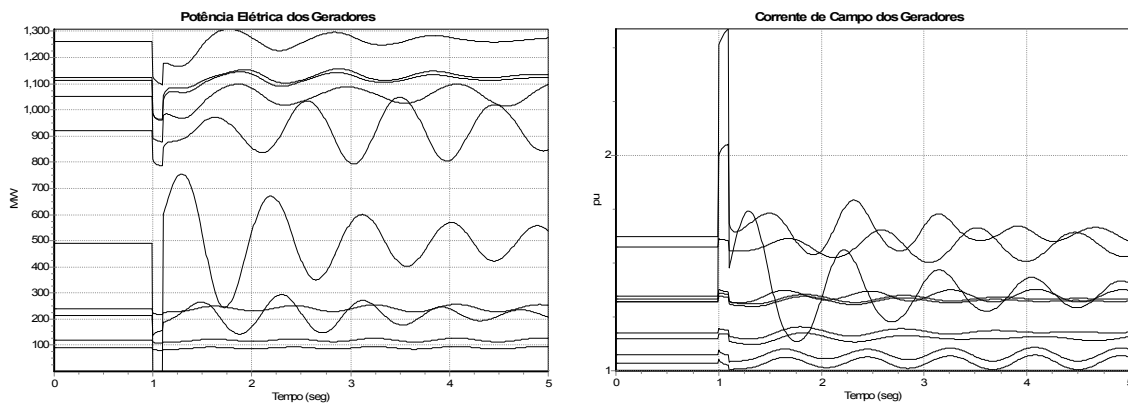 Potência Elétrica dos Geradores
1,300
1,200
1,100
1,000
900
800
700
600
500
400
300
200
100
MW
0 1 2 3 4 5
Tempo (seg)
Corrente de Campo dos Geradores
2
1
pu
0 1 2 3 4 5
Tempo (seg)